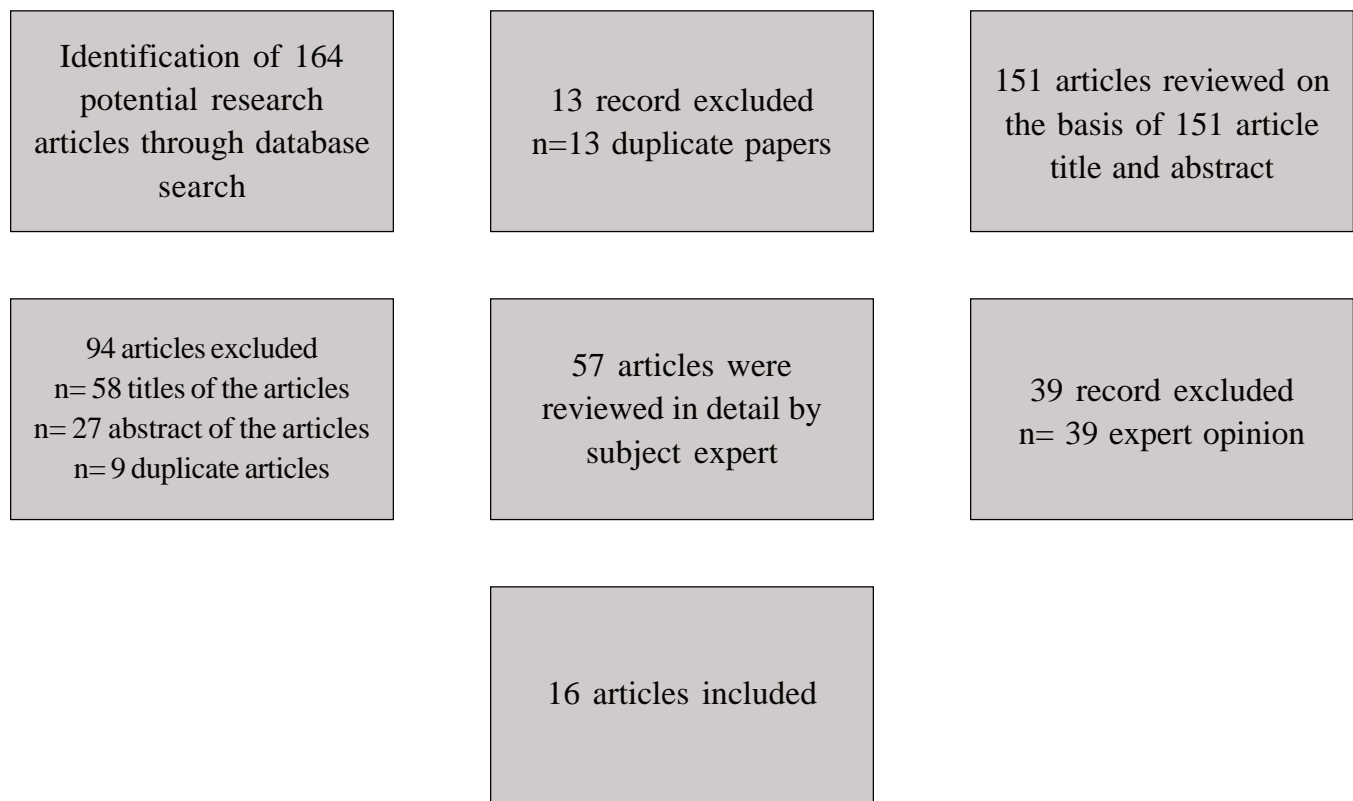 Identification of 164
potential research
articles through database
search
13 record excluded
n=13 duplicate papers
151 articles reviewed on
the basis of 151 article
title and abstract
94 articles excluded
n= 58 titles of the articles
n= 27 abstract of the articles
n= 9 duplicate articles
57 articles were
reviewed in detail by
subject expert
39 record excluded
n= 39 expert opinion
16 articles included